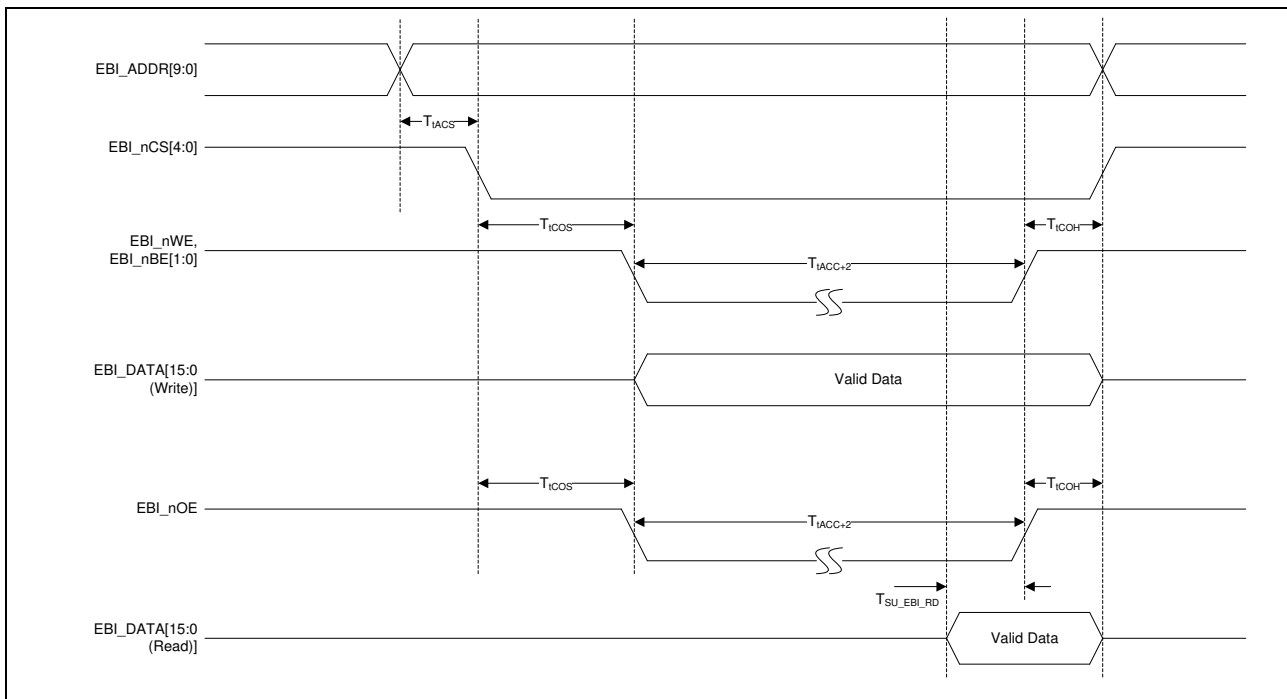 EBI_ADDR[9:0]
TtACS
EBI_nCS[4:0]
TtCOS
TtCOH
EBI_nWE,
EBI_nBE[1:0]
TtACC+2
EBI_DATA[15:0
(Write)]
Valid Data
TtCOS
TtCOH
EBI_nOE
TtACC+2
TSU_EBI_RD
EBI_DATA[15:0
(Read)]
Valid Data